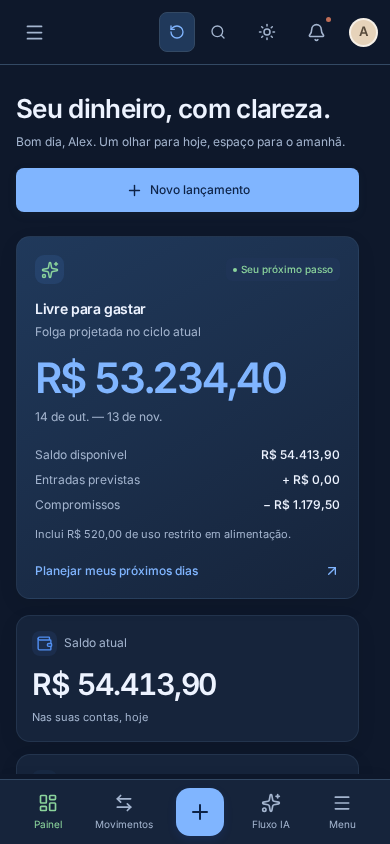 A
Seu dinheiro, com clareza.
Bom dia, Alex. Um olhar para hoje, espaço para o amanhã.
Novo lançamento
Seu próximo passo
Livre para gastar
Folga projetada no ciclo atual
R$ 53.234,40
14 de out. — 13 de nov.
Saldo disponível R$ 54.413,90
Entradas previstas + R$ 0,00
Compromissos – R$ 1.179,50
Inclui R$ 520,00 de uso restrito em alimentação.
Planejar meus próximos dias
Saldo atual
R$ 54.413,90
Nas suas contas, hoje
Painel Movimentos Fluxo IA Menu